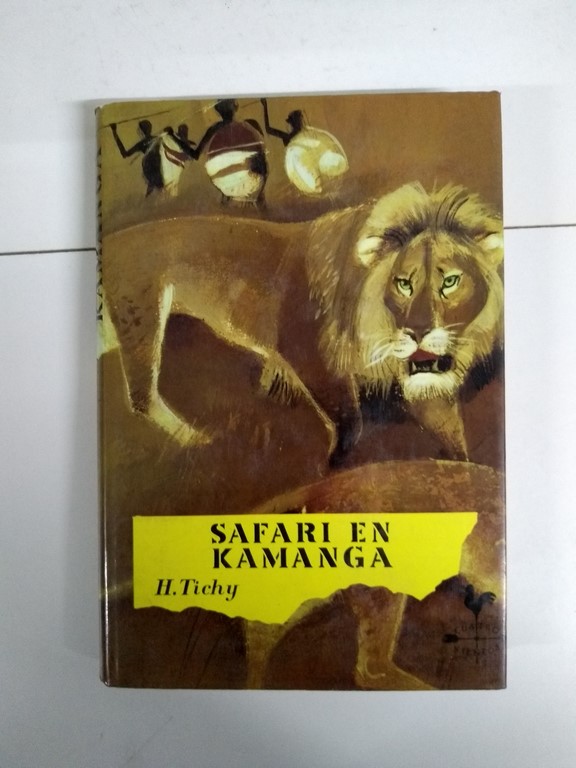 SAFARI EN
KAMANGA
H. Tichy